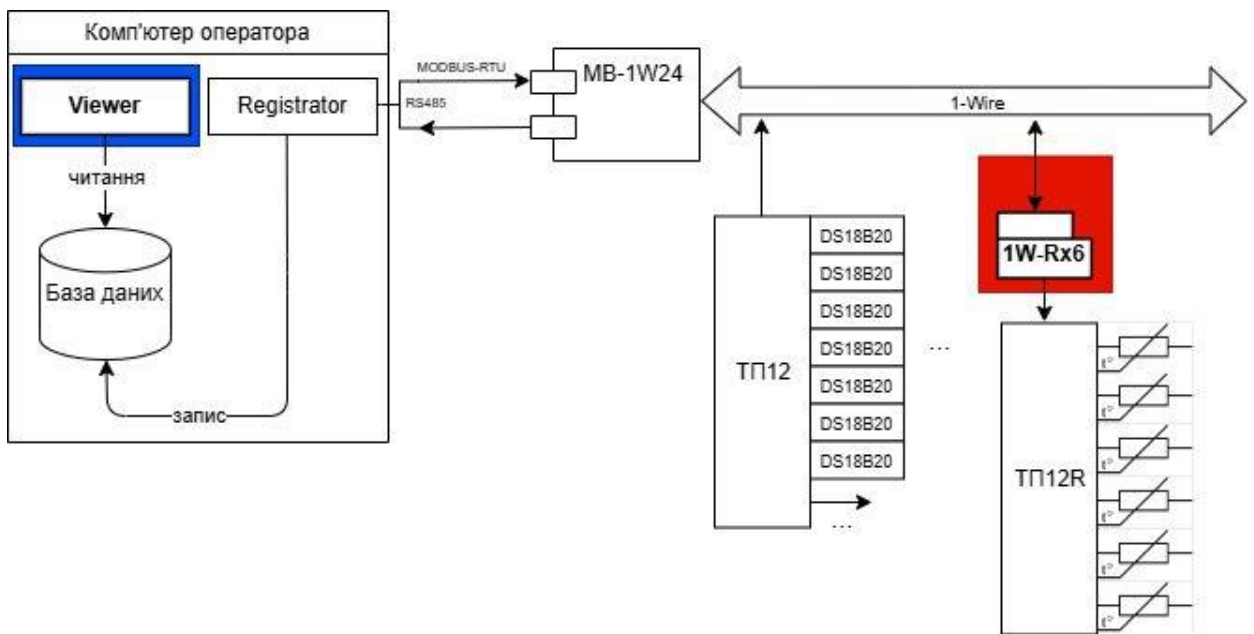 Комп'ютер оператора
Viewer
Registrator
читання
База даних
запис
MODBUS-RTU
RS485
MB-1W24
1-Wire
ТП12
DS18B20
DS18B20
DS18B20
DS18B20
DS18B20
DS18B20
DS18B20
...
...
1W-Rx6
ТП12R
t°
t°
t°
t°
t°
t°